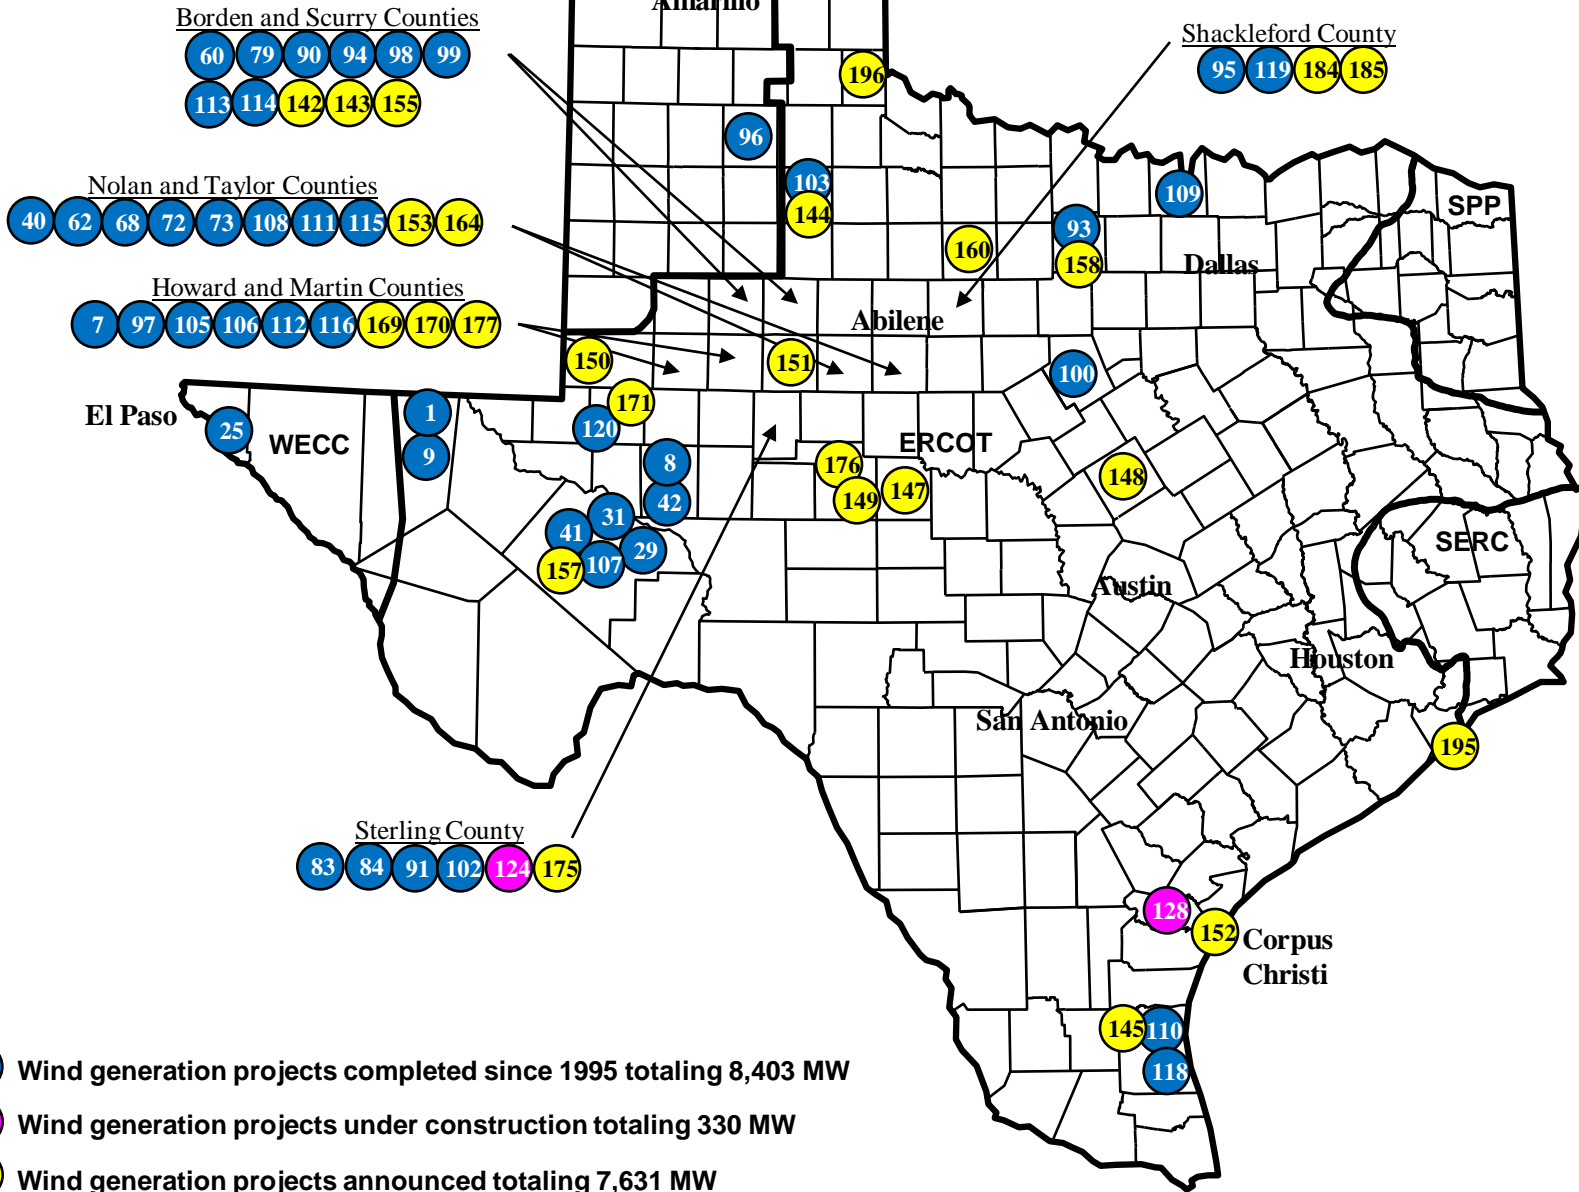 Amarillo
Borden and Scurry Counties
60 79 90 94 98 99
113 114 142 143 155
Shackleford County
95 119 184 185
196
96
Nolan and Taylor Counties
40 62 68 72 73 108 111 115 153 164
103
144
109
SPP
93
160
158
Dallas
Howard and Martin Counties
7 97 105 106 112 116 169 170 177
Abilene
150
151
100
El Paso
25
WECC
1
9
171
120
ERCOT
8
42
176
149
147
148
31
41
29
157
107
SERC
Austin
Houston
San Antonio
195
Sterling County
83 84 91 102 124 175
128
152
Corpus
Christi
145 110
118
Wind generation projects completed since 1995 totaling 8,403 MW
Wind generation projects under construction totaling 330 MW
Wind generation projects announced totaling 7,631 MW